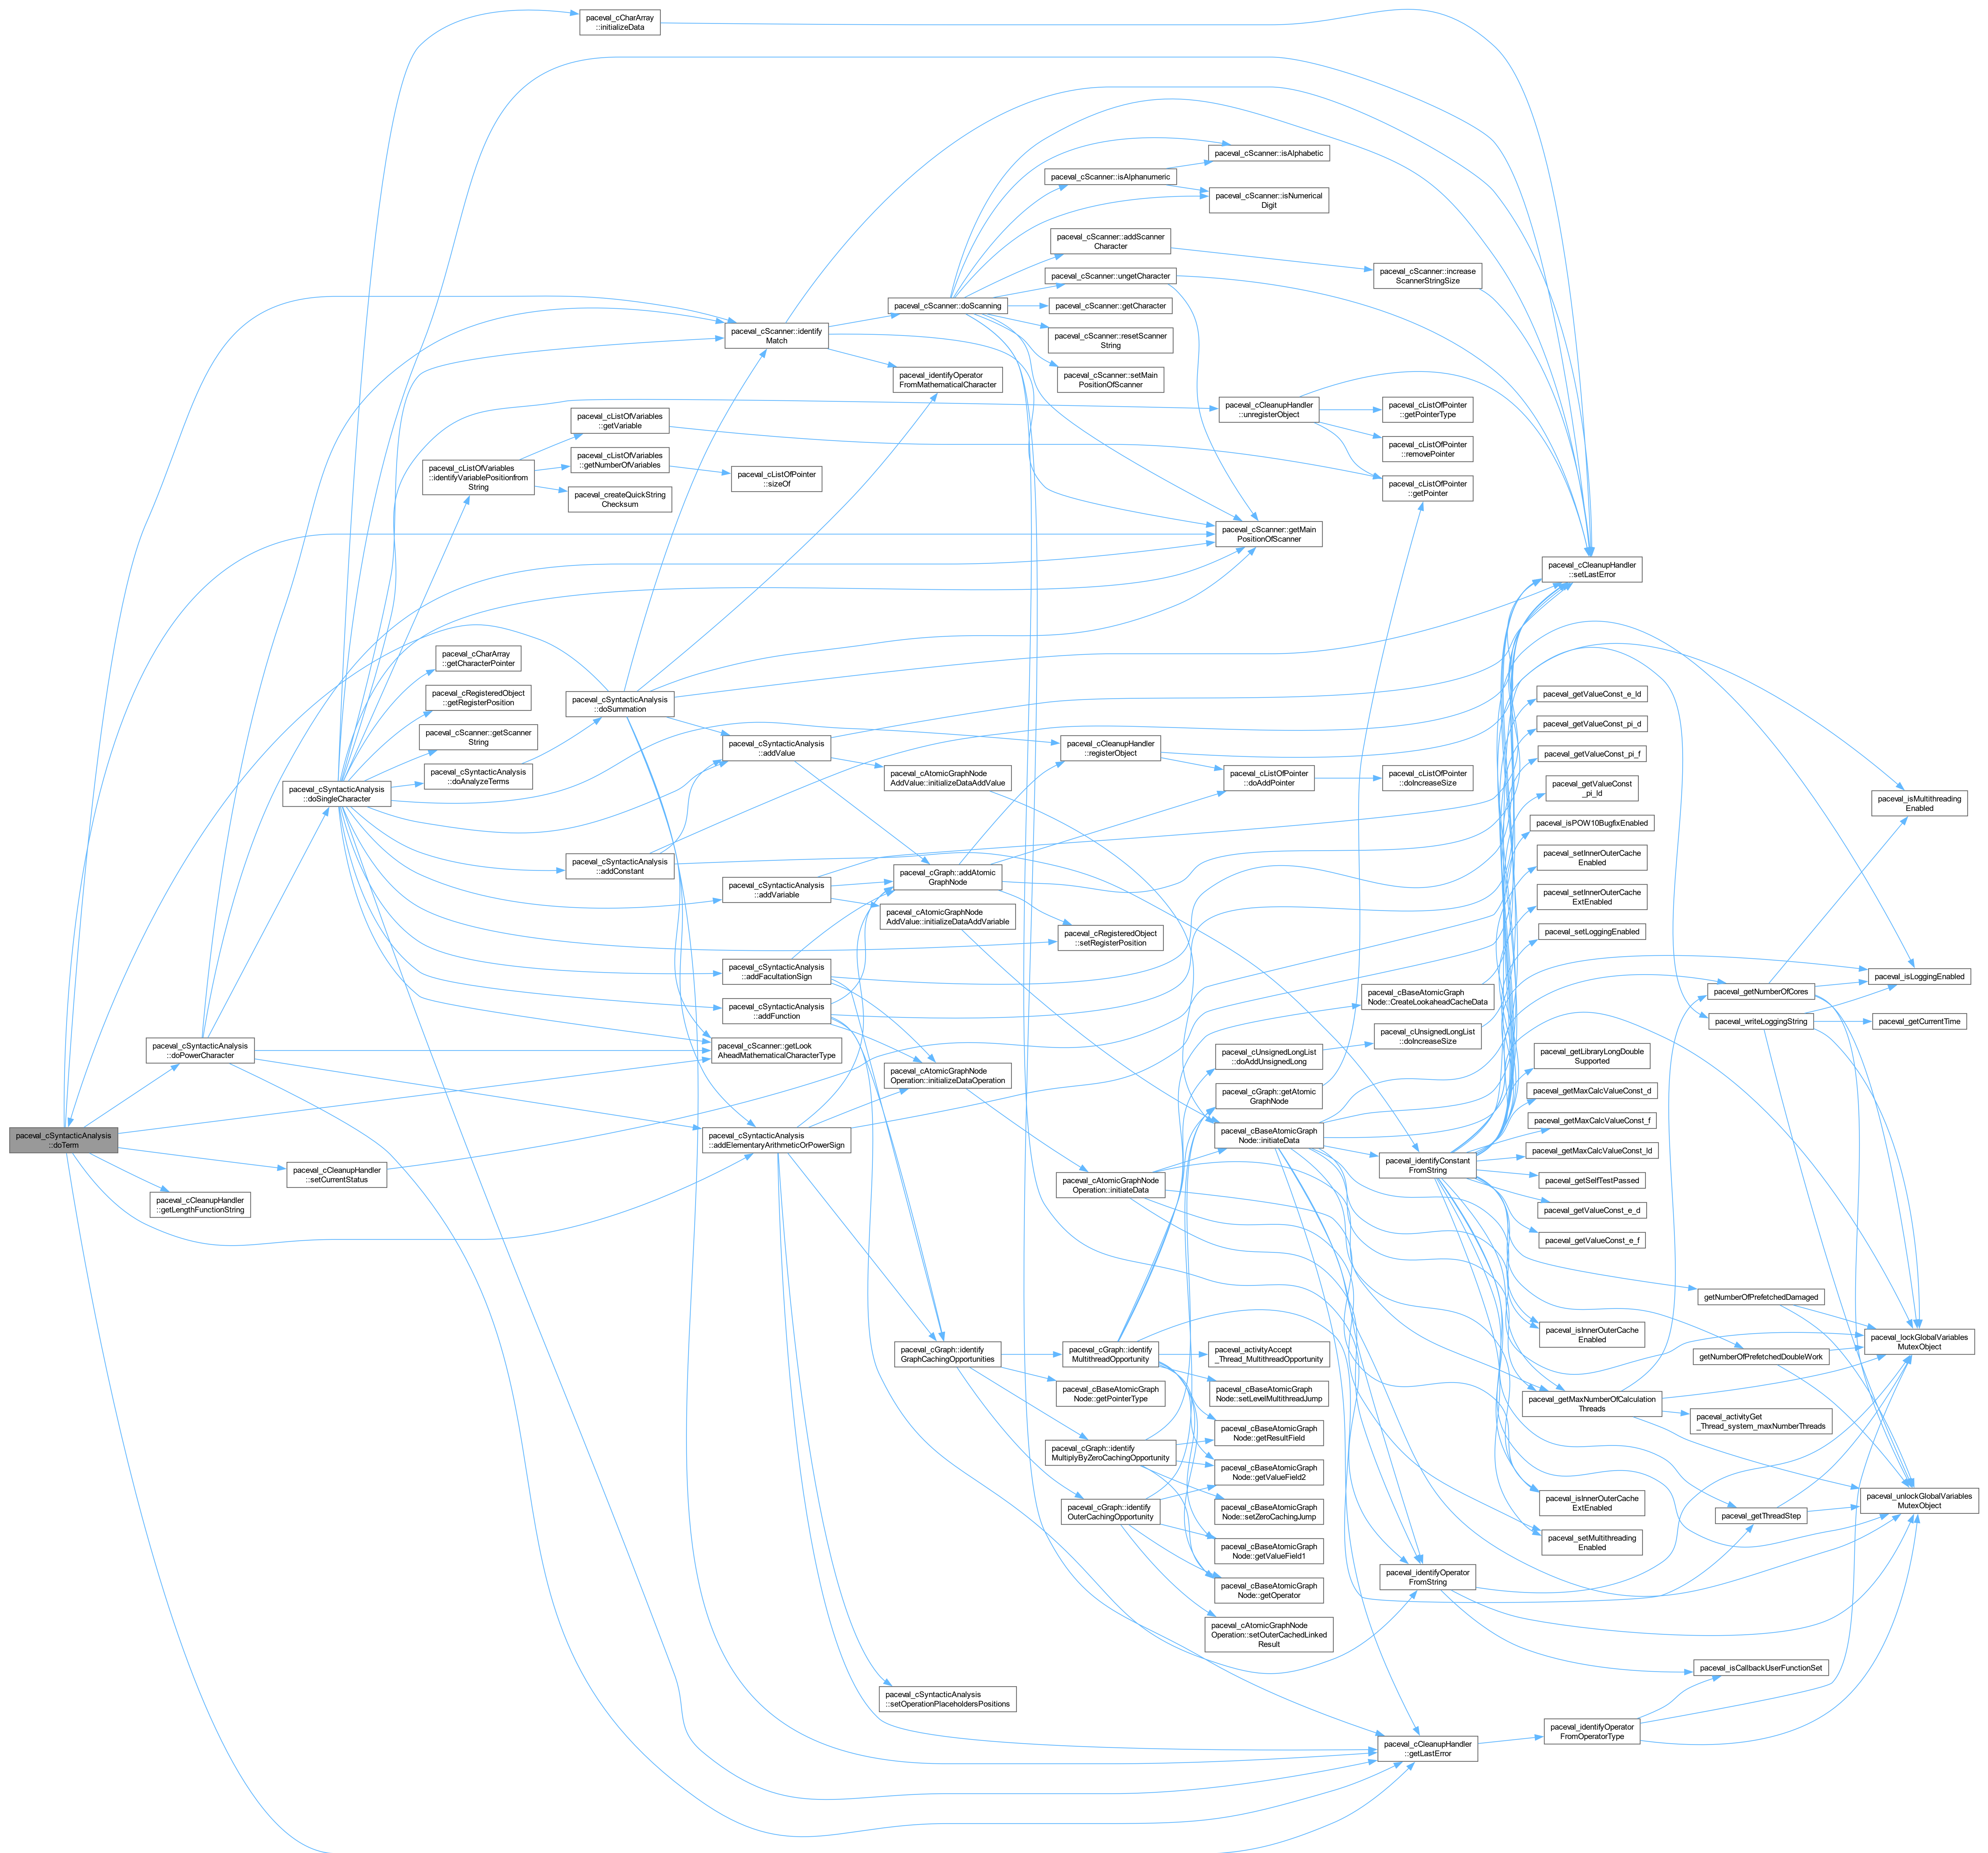 paceval_cCharArray
::initializeData
paceval_cScanner::isAlphabetic
paceval_cScanner::isAlphanumeric
paceval_cScanner::isNumerical
Digit
paceval_cScanner::addScanner
Character
paceval_cScanner::increase
ScannerStringSize
paceval_cScanner::ungetCharacter
paceval_cScanner::doScanning
paceval_cScanner::getCharacter
paceval_cScanner::identify
Match
paceval_cScanner::resetScanner
String
paceval_identifyOperator
FromMathematicalCharacter
paceval_cScanner::setMain
PositionOfScanner
paceval_cListOfVariables
::getVariable
paceval_cCleanupHandler
::unregisterObject
paceval_cListOfPointer
::getPointerType
paceval_cListOfPointer
::removePointer
paceval_cListOfVariables
::identifyVariablePositionfrom
String
paceval_cListOfVariables
::getNumberOfVariables
paceval_cListOfPointer
::sizeOf
paceval_createQuickString
Checksum
paceval_cListOfPointer
::getPointer
paceval_cScanner::getMain
PositionOfScanner
paceval_cCleanupHandler
::setLastError
paceval_cCharArray
::getCharacterPointer
paceval_cRegisteredObject
::getRegisterPosition
paceval_cSyntacticAnalysis
::doSummation
paceval_getValueConst_e_ld
paceval_cScanner::getScanner
String
paceval_getValueConst_pi_d
paceval_cSyntacticAnalysis
::addValue
paceval_cCleanupHandler
::registerObject
paceval_getValueConst_pi_f
paceval_cSyntacticAnalysis
::doAnalyzeTerms
paceval_cAtomicGraphNode
AddValue::initializeDataAddValue
paceval_cListOfPointer
::doAddPointer
paceval_cListOfPointer
::doIncreaseSize
paceval_getValueConst
_pi_ld
paceval_cSyntacticAnalysis
::doSingleCharacter
paceval_isMultithreading
Enabled
paceval_isPOW10BugfixEnabled
paceval_cSyntacticAnalysis
::addConstant
paceval_setInnerOuterCache
Enabled
paceval_cSyntacticAnalysis
::addVariable
paceval_cGraph::addAtomic
GraphNode
paceval_setInnerOuterCache
ExtEnabled
paceval_cAtomicGraphNode
AddValue::initializeDataAddVariable
paceval_cRegisteredObject
::setRegisterPosition
paceval_setLoggingEnabled
paceval_cSyntacticAnalysis
::addFacultationSign
paceval_isLoggingEnabled
paceval_cBaseAtomicGraph
Node::CreateLookaheadCacheData
paceval_getNumberOfCores
paceval_cSyntacticAnalysis
::addFunction
paceval_writeLoggingString
paceval_getCurrentTime
paceval_cUnsignedLongList
::doIncreaseSize
paceval_cSyntacticAnalysis
::doPowerCharacter
paceval_cScanner::getLook
AheadMathematicalCharacterType
paceval_cUnsignedLongList
::doAddUnsignedLong
paceval_getLibraryLongDouble
Supported
paceval_cAtomicGraphNode
Operation::initializeDataOperation
paceval_cGraph::getAtomic
GraphNode
paceval_getMaxCalcValueConst_d
paceval_getMaxCalcValueConst_f
paceval_cSyntacticAnalysis
::doTerm
paceval_cSyntacticAnalysis
::addElementaryArithmeticOrPowerSign
paceval_cBaseAtomicGraph
Node::initiateData
paceval_getMaxCalcValueConst_ld
paceval_identifyConstant
FromString
paceval_cCleanupHandler
::setCurrentStatus
paceval_cAtomicGraphNode
Operation::initiateData
paceval_getSelfTestPassed
paceval_cCleanupHandler
::getLengthFunctionString
paceval_getValueConst_e_d
paceval_getValueConst_e_f
getNumberOfPrefetchedDamaged
paceval_isInnerOuterCache
Enabled
paceval_lockGlobalVariables
MutexObject
paceval_cGraph::identify
GraphCachingOpportunities
paceval_cGraph::identify
MultithreadOpportunity
paceval_activityAccept
_Thread_MultithreadOpportunity
getNumberOfPrefetchedDoubleWork
paceval_cBaseAtomicGraph
Node::getPointerType
paceval_cBaseAtomicGraph
Node::setLevelMultithreadJump
paceval_getMaxNumberOfCalculation
Threads
paceval_activityGet
_Thread_system_maxNumberThreads
paceval_cBaseAtomicGraph
Node::getResultField
paceval_cGraph::identify
MultiplyByZeroCachingOpportunity
paceval_cBaseAtomicGraph
Node::getValueField2
paceval_cGraph::identify
OuterCachingOpportunity
paceval_cBaseAtomicGraph
Node::setZeroCachingJump
paceval_isInnerOuterCache
ExtEnabled
paceval_unlockGlobalVariables
MutexObject
paceval_getThreadStep
paceval_cBaseAtomicGraph
Node::getValueField1
paceval_setMultithreading
Enabled
paceval_cBaseAtomicGraph
Node::getOperator
paceval_identifyOperator
FromString
paceval_cAtomicGraphNode
Operation::setOuterCachedLinked
Result
paceval_isCallbackUserFunctionSet
paceval_cSyntacticAnalysis
::setOperationPlaceholdersPositions
paceval_identifyOperator
FromOperatorType
paceval_cCleanupHandler
::getLastError